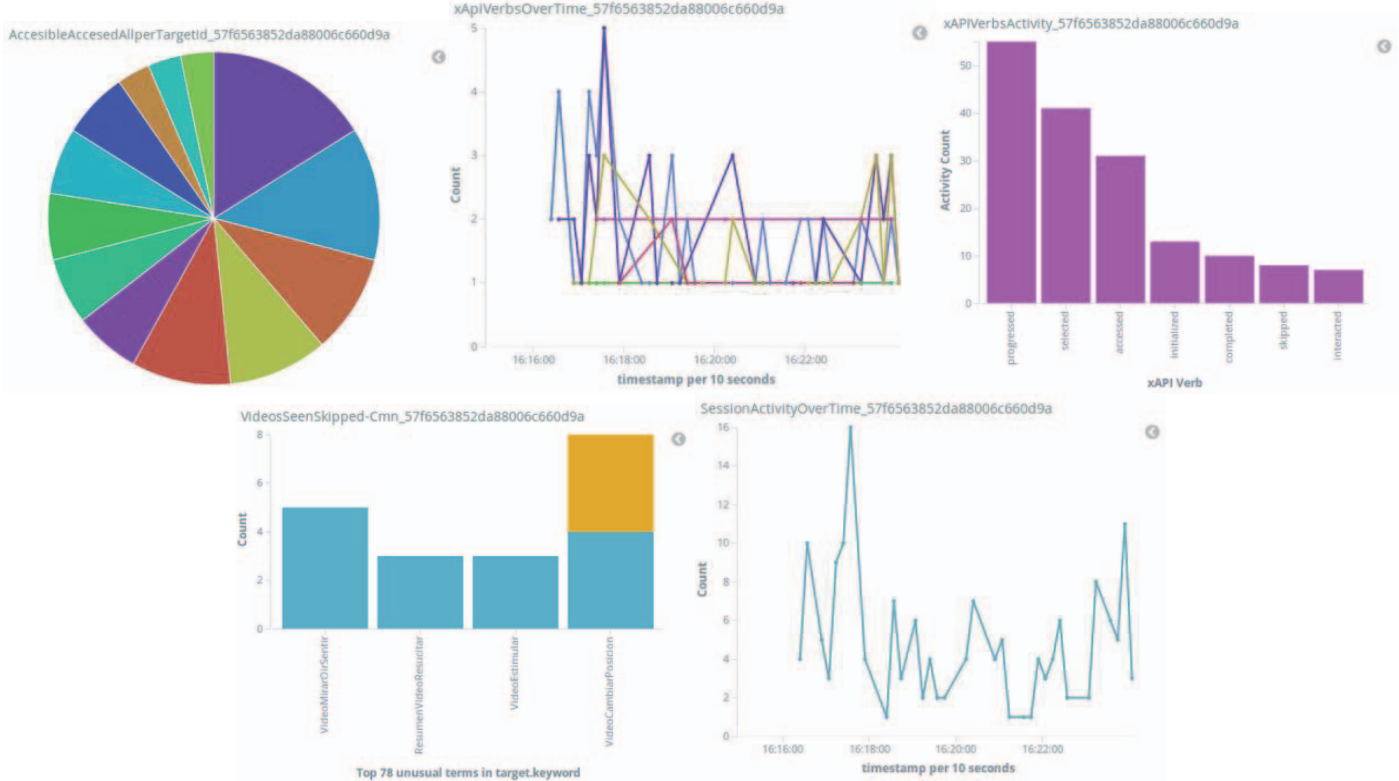 AccesibleAccesedAllperTargetId_57f6563852da88006c660d9a
xApiVerbsOverTime_57f6563852da88006c660d9a
5
4
3
2
1
0
Count
16:16:00 16:18:00 16:20:00 16:22:00
timestamp per 10 seconds
xAPIVerbsActivity_57f6563852da88006c660d9a
50
40
30
20
10
0
Activity Count
progressed
selected
accessed
initialized
completed
skipped
interacted
xAPI Verb
VideosSeenSkipped-Cmn_57f6563852da88006c660d9a
8
6
4
2
0
Count
VideoMirarOirSentir
ResumenVideoResucitar
VideoEstimular
VideoCambiarPosicion
Top 78 unusual terms in target.keyword
SessionActivityOverTime_57f6563852da88006c660d9a
16
14
12
10
8
6
4
2
0
Count
16:16:00 16:18:00 16:20:00 16:22:00
timestamp per 10 seconds